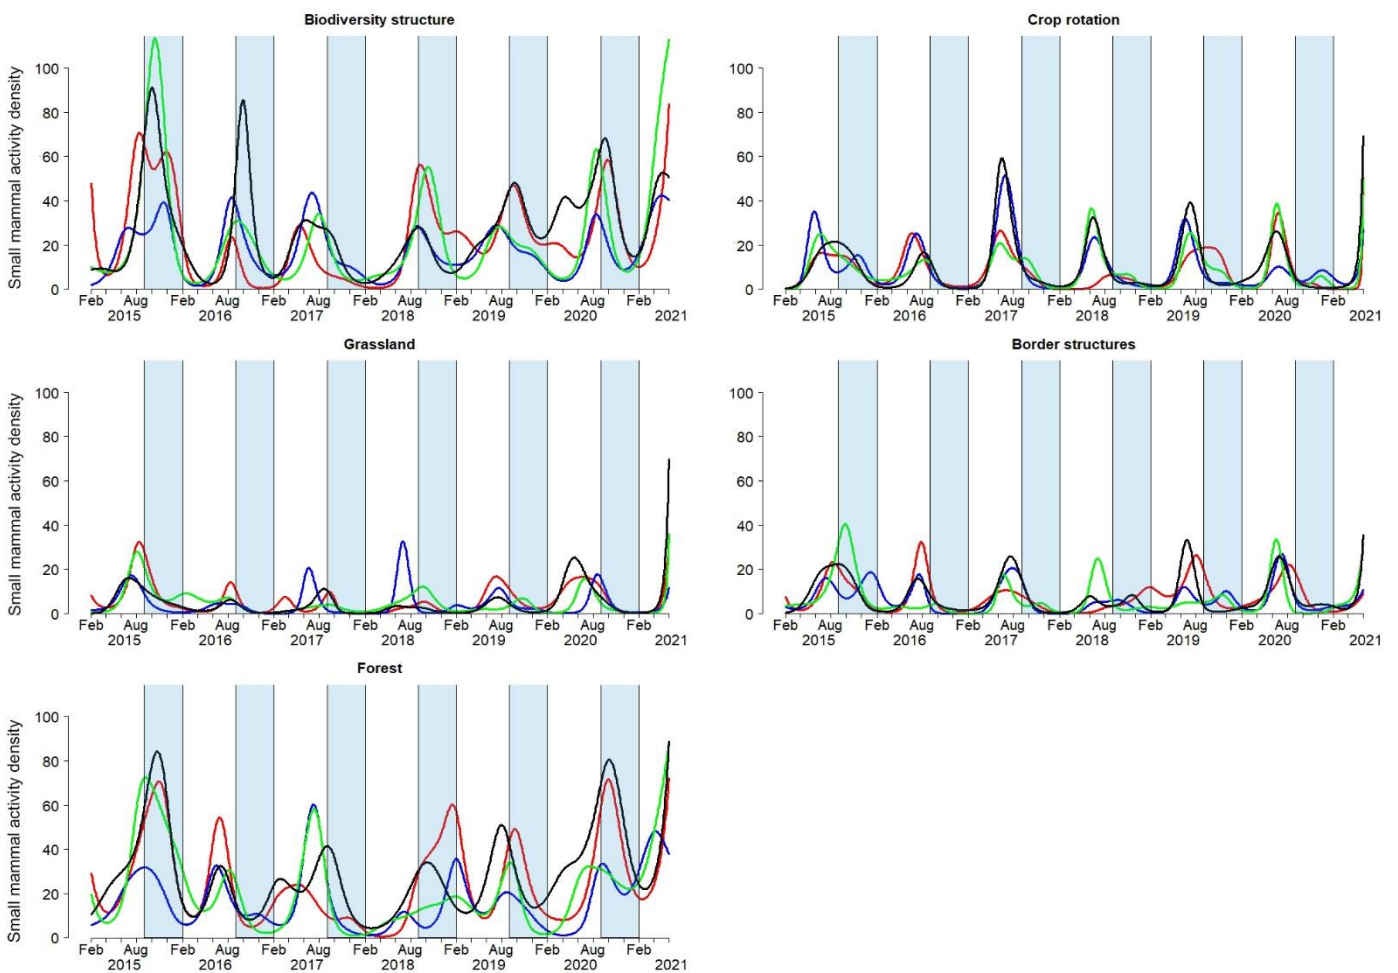 Biodiversity structure
Small mammal activity density
100
80
60
40
20
0
Feb Aug Feb Aug Feb Aug Feb Aug Feb Aug Feb Aug Feb
2015 2016 2017 2018 2019 2020 2021
Crop rotation
100
80
60
40
20
0
Feb Aug Feb Aug Feb Aug Feb Aug Feb Aug Feb Aug Feb
2015 2016 2017 2018 2019 2020 2021
Grassland
Small mammal activity density
100
80
60
40
20
0
Feb Aug Feb Aug Feb Aug Feb Aug Feb Aug Feb Aug Feb
2015 2016 2017 2018 2019 2020 2021
Border structures
100
80
60
40
20
0
Feb Aug Feb Aug Feb Aug Feb Aug Feb Aug Feb Aug Feb
2015 2016 2017 2018 2019 2020 2021
Forest
Small mammal activity density
100
80
60
40
20
0
Feb Aug Feb Aug Feb Aug Feb Aug Feb Aug Feb Aug Feb
2015 2016 2017 2018 2019 2020 2021